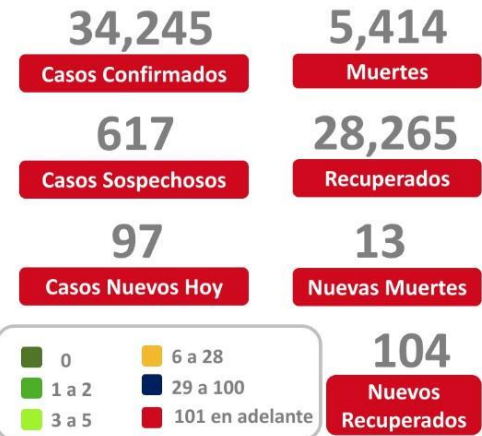 34,245
Casos Confirmados
5,414
Muertes
617
Casos Sospechosos
28,265
Recuperados
97
Casos Nuevos Hoy
13
Nuevas Muertes
0
1 a 2
3 a 5
6 a 28
29 a 100
101 en adelante
104
Nuevos
Recuperados